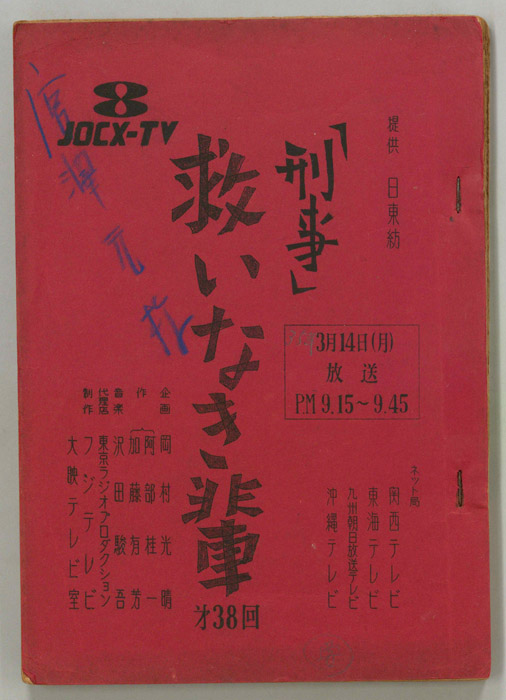 8
JOCX-TV
提供 日東紡
「刑事」
救いなき輩
才38回
3月14日(月)
放送
PM 9.15〜9.45
ネット局
関西テレビ
東海テレビ
九州朝日放送テレビ
沖縄テレビ
企画 岡村光晴
作 阿部桂一
加藤有芳
音楽 沢田駿吾
代理店 東京ラジオプロダクション
制作 フジテレビ
大映テレビ室